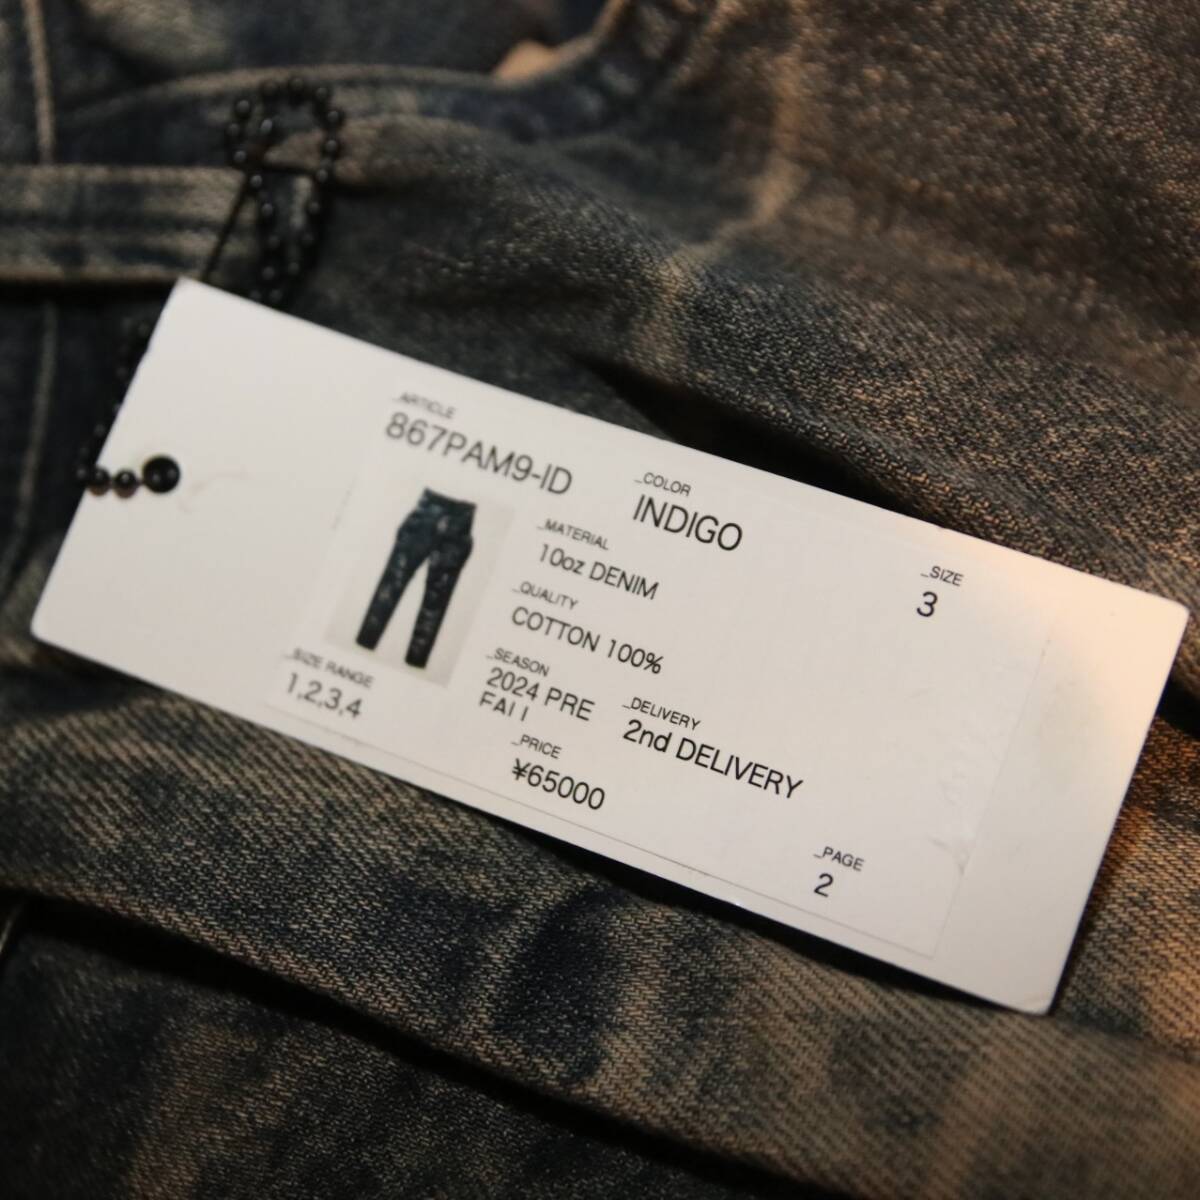 _ARTICLE
867PAM9-ID
_COLOR
INDIGO
_MATERIAL
10oz DENIM
_SIZE
3
_QUALITY
COTTON 100%
_SEASON
2024 PRE
FALL
_DELIVERY
2nd DELIVERY
_SIZE RANGE
1,2,3,4
_PRICE
¥65000
_PAGE
2